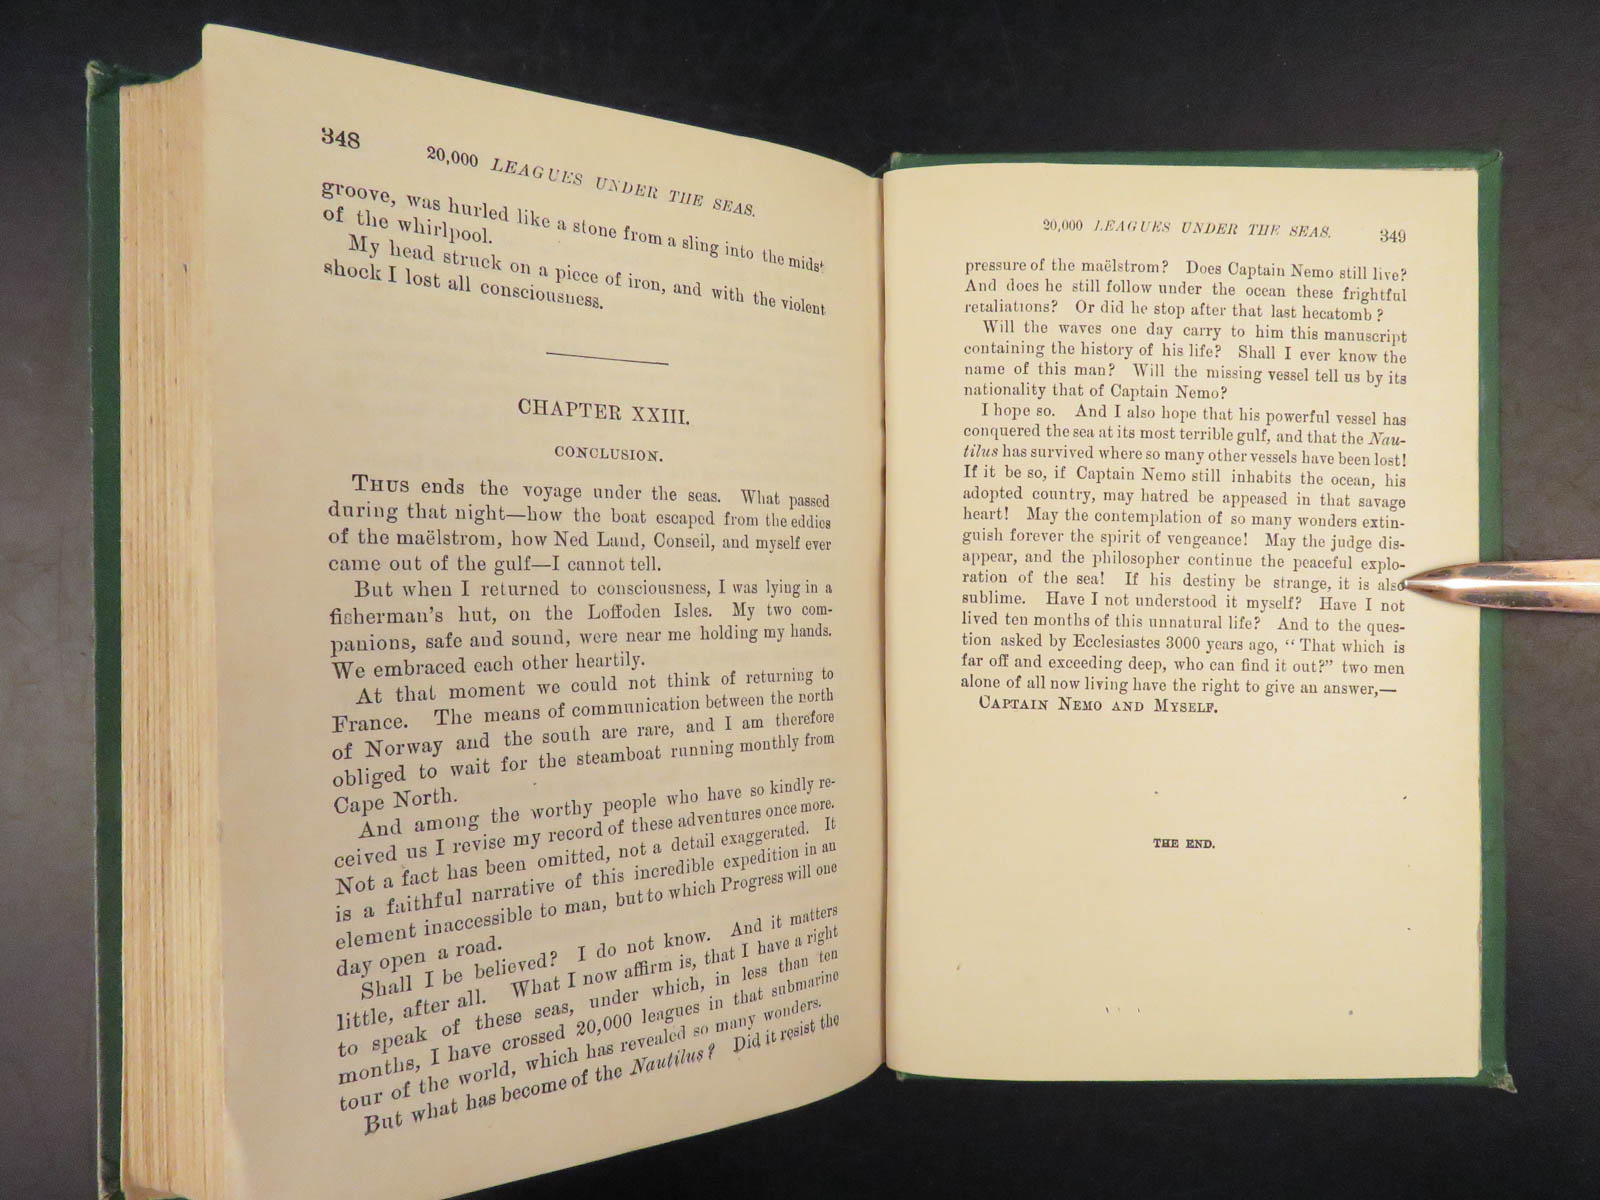 348
20,000 LEAGUES UNDER THE SEAS.
groove, was hurled like a stone from a sling into the midst
of the whirlpool.
My head struck on a piece of iron, and with the violent
shock I lost all consciousness.
CHAPTER XXIII.
CONCLUSION.
THUS ends the voyage under the seas. What passed
during that night—how the boat escaped from the eddies
of the maëlstrom, how Ned Land, Conseil, and myself ever
came out of the gulf—I cannot tell.
But when I returned to consciousness, I was lying in a
fisherman's hut, on the Loffoden Isles. My two com-
panions, safe and sound, were near me holding my hands.
We embraced each other heartily.
At that moment we could not think of returning to
France. The means of communication between the north
of Norway and the south are rare, and I am therefore
obliged to wait for the steamboat running monthly from
Cape North.
And among the worthy people who have so kindly re-
ceived us I revise my record of these adventures once more.
Not a fact has been omitted, not a detail exaggerated. It
is a faithful narrative of this incredible expedition in an
element inaccessible to man, but to which Progress will one
day open a road.
Shall I be believed? I do not know. And it matters
little, after all. What I now affirm is, that I have a right
to speak of these seas, under which, in less than ten
months, I have crossed 20,000 leagues in that submarine
tour of the world, which has revealed so many wonders.
But what has become of the Nautilus? Did it resist the
20,000 LEAGUES UNDER THE SEAS.
349
pressure of the maëlstrom? Does Captain Nemo still live?
And does he still follow under the ocean these frightful
retaliations? Or did he stop after that last hecatomb?
Will the waves one day carry to him this manuscript
containing the history of his life? Shall I ever know the
name of this man? Will the missing vessel tell us by its
nationality that of Captain Nemo?
I hope so. And I also hope that his powerful vessel has
conquered the sea at its most terrible gulf, and that the Nau-
tilus has survived where so many other vessels have been lost!
If it be so, if Captain Nemo still inhabits the ocean, his
adopted country, may hatred be appeased in that savage
heart! May the contemplation of so many wonders extin-
guish forever the spirit of vengeance! May the judge dis-
appear, and the philosopher continue the peaceful explo-
ration of the sea! If his destiny be strange, it is also
sublime. Have I not understood it myself? Have I not
lived ten months of this unnatural life? And to the ques-
tion asked by Ecclesiastes 3000 years ago, "That which is
far off and exceeding deep, who can find it out?" two men
alone of all now living have the right to give an answer,—
CAPTAIN NEMO AND MYSELF.
THE END.